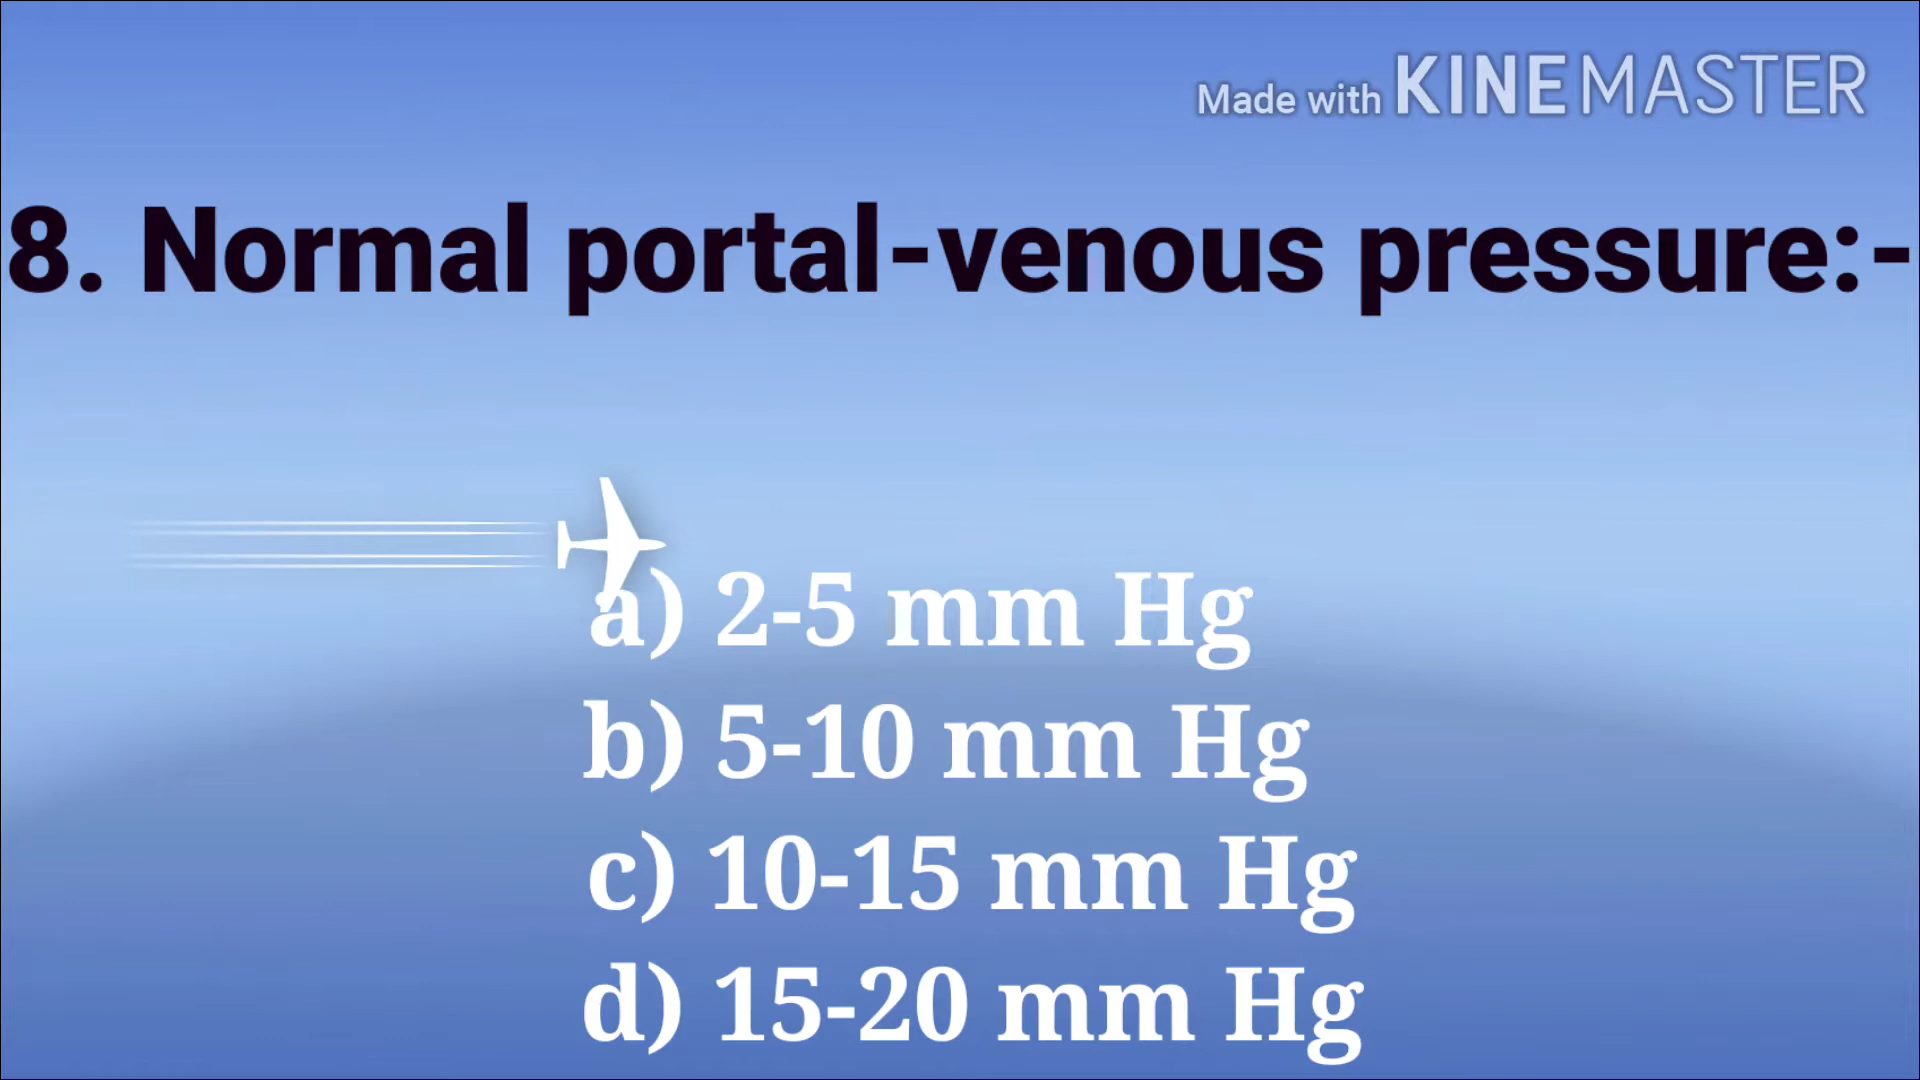 Made with KINEMASTER
8. Normal portal-venous pressure:-
a) 2-5 mm Hg
b) 5-10 mm Hg
c) 10-15 mm Hg
d) 15-20 mm Hg